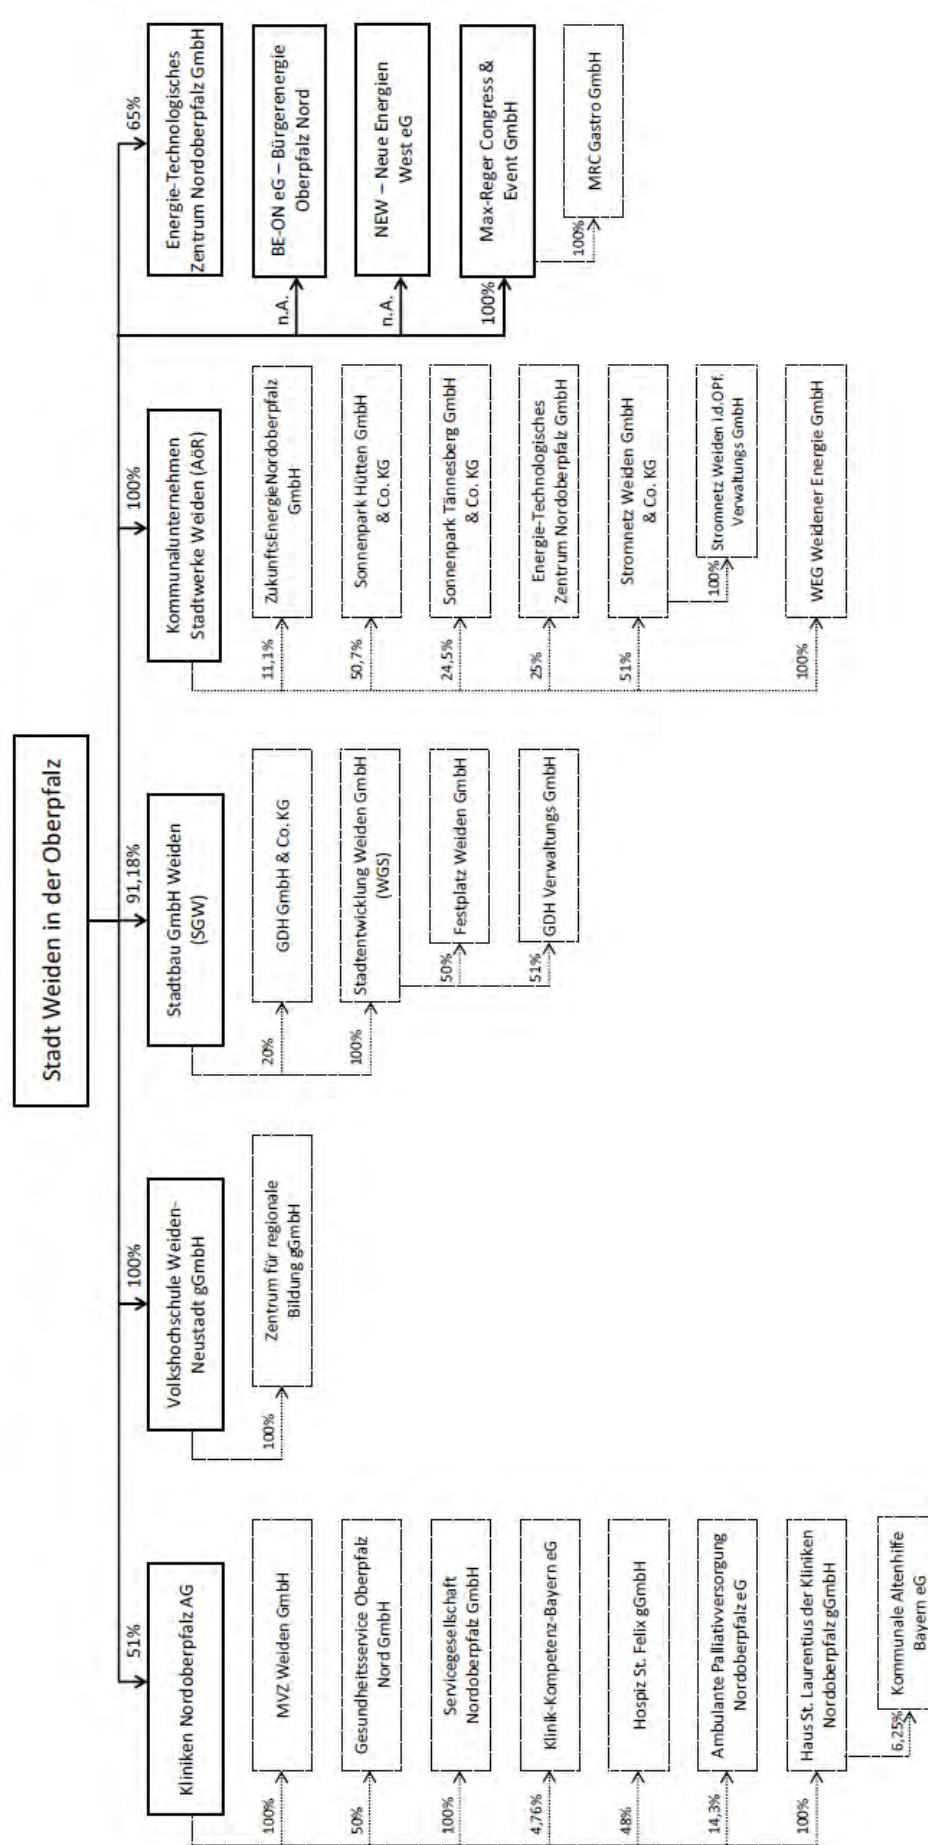 Stadt Weiden in der Oberpfalz
51%
Kliniken Nordoberpfalz AG
100%
MVZ Weiden GmbH
50%
Gesundheitsservice Oberpfalz
Nord GmbH
100%
Servicegesellschaft
Nordoberpfalz GmbH
4,76%
Klinik-Kompetenz-Bayern eG
48%
Hospiz St. Felix gGmbH
14,3%
Ambulante Palliativversorgung
Nordoberpfalz eG
100%
Haus St. Laurentius der Kliniken
Nordoberpfalz gGmbH
6,25%
Kommunale Altenhilfe
Bayern eG
100%
Volkshochschule Weiden-
Neustadt gGmbH
100%
Zentrum für regionale
Bildung gGmbH
91,18%
Stadtbau GmbH Weiden
(SGW)
20%
GDH GmbH & Co. KG
100%
Stadtentwicklung Weiden GmbH
(WGS)
50%
Festplatz Weiden GmbH
51%
GDH Verwaltungs GmbH
100%
Kommunalunternehmen
Stadtwerke Weiden (AöR)
11,1%
ZukunftsEnergieNordoberpfalz
GmbH
50,7%
Sonnenpark Hütten GmbH
& Co. KG
24,5%
Sonnenpark Tännesberg GmbH
& Co. KG
25%
Energie-Technologisches
Zentrum Nordoberpfalz GmbH
51%
Stromnetz Weiden GmbH
& Co. KG
100%
Stromnetz Weiden i.d.OPf.
Verwaltungs GmbH
100%
WEG Weidener Energie GmbH
65%
Energie-Technologisches
Zentrum Nordoberpfalz GmbH
n.A.
BE-ON eG – Bürgerenergie
Oberpfalz Nord
n.A.
NEW – Neue Energien
West eG
100%
Max-Reger Congress &
Event GmbH
100%
MRC Gastro GmbH